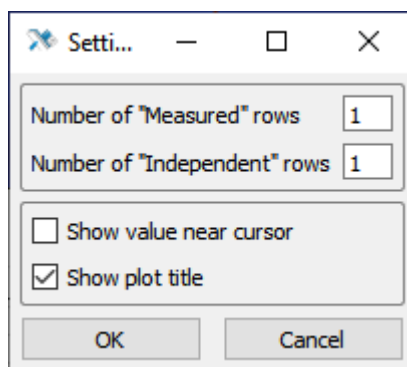 Setti...
Number of "Measured" rows 1
Number of "Independent" rows 1
Show value near cursor
Show plot title
OK Cancel